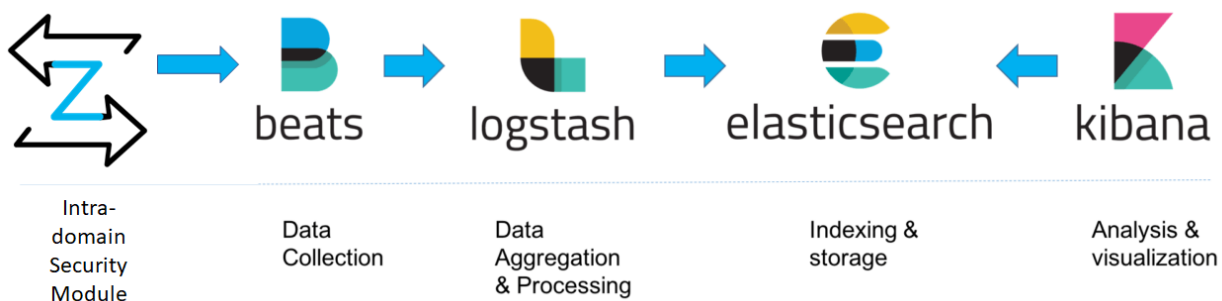 beats
logstash
elasticsearch
kibana
Intra-
domain
Security
Module
Data
Collection
Data
Aggregation
& Processing
Indexing &
storage
Analysis &
visualization